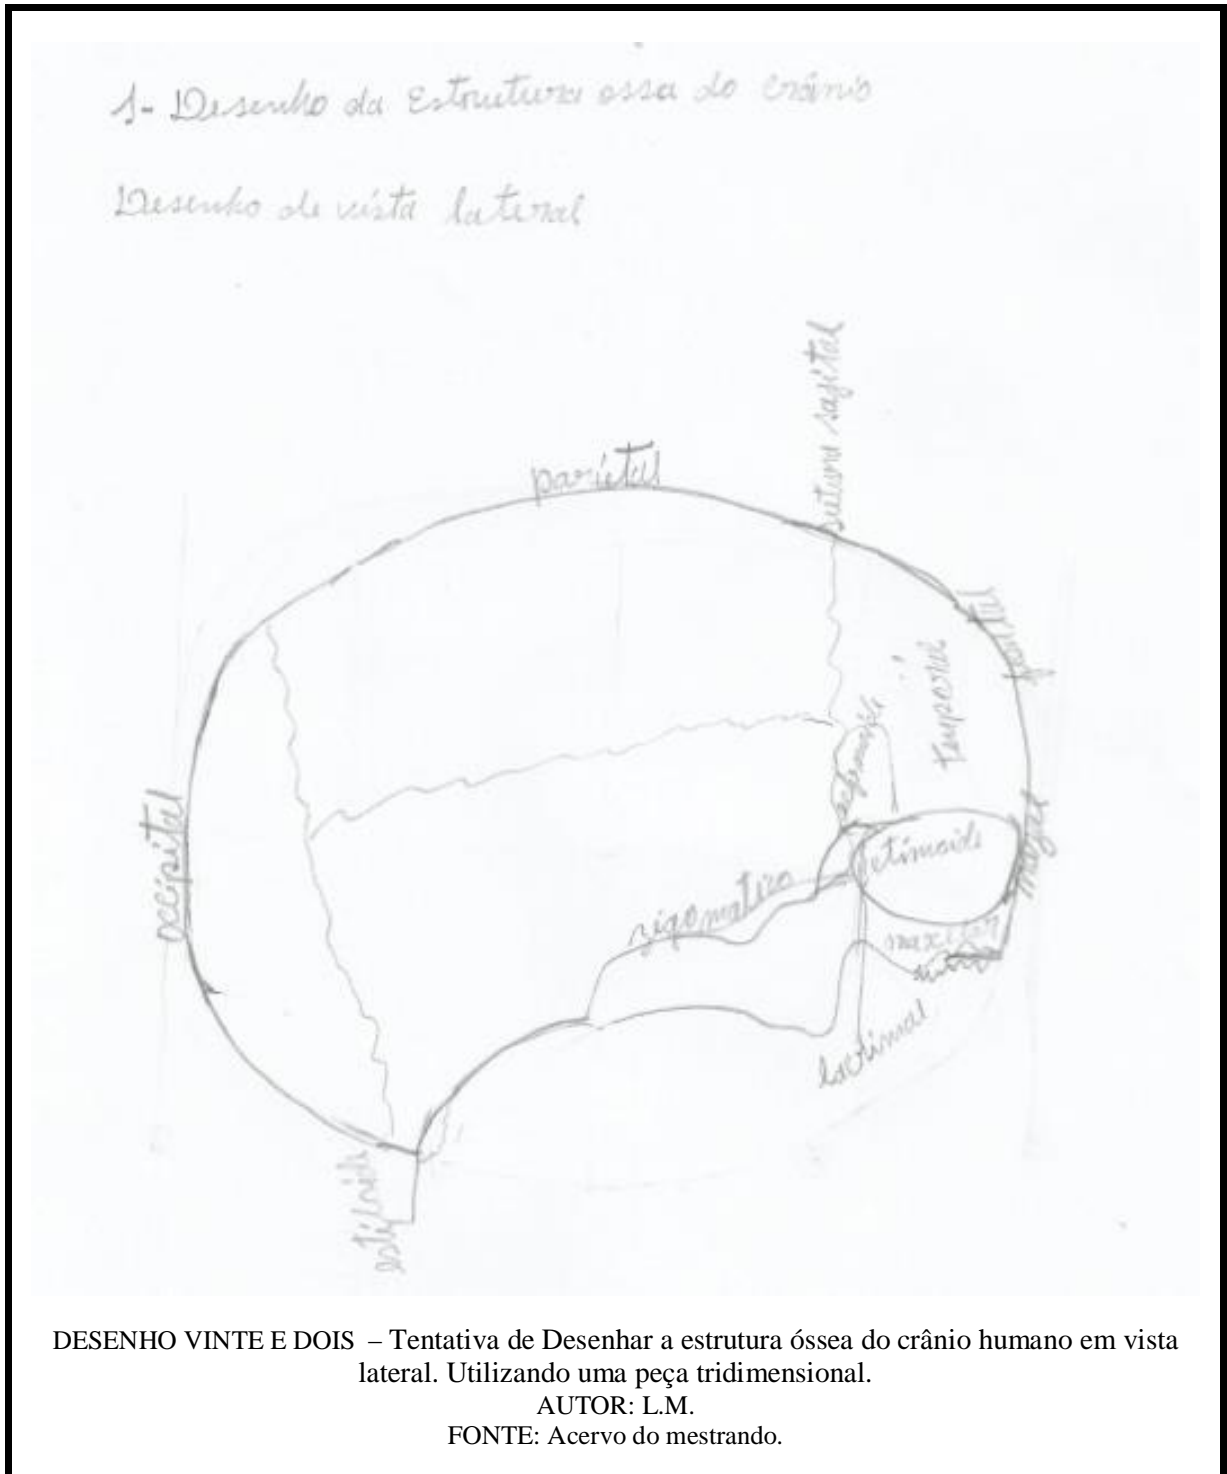 1- Desenho da Estrutura ossea do crânio
Desenho de vista lateral
sutura sagital
parietal
frontal
temporal
esfenoide
occipital
etimoide
nazal
zigomatico
maxilar
lacrimal
estiloide
DESENHO VINTE E DOIS – Tentativa de Desenhar a estrutura óssea do crânio humano em vista
lateral. Utilizando uma peça tridimensional.
AUTOR: L.M.
FONTE: Acervo do mestrando.